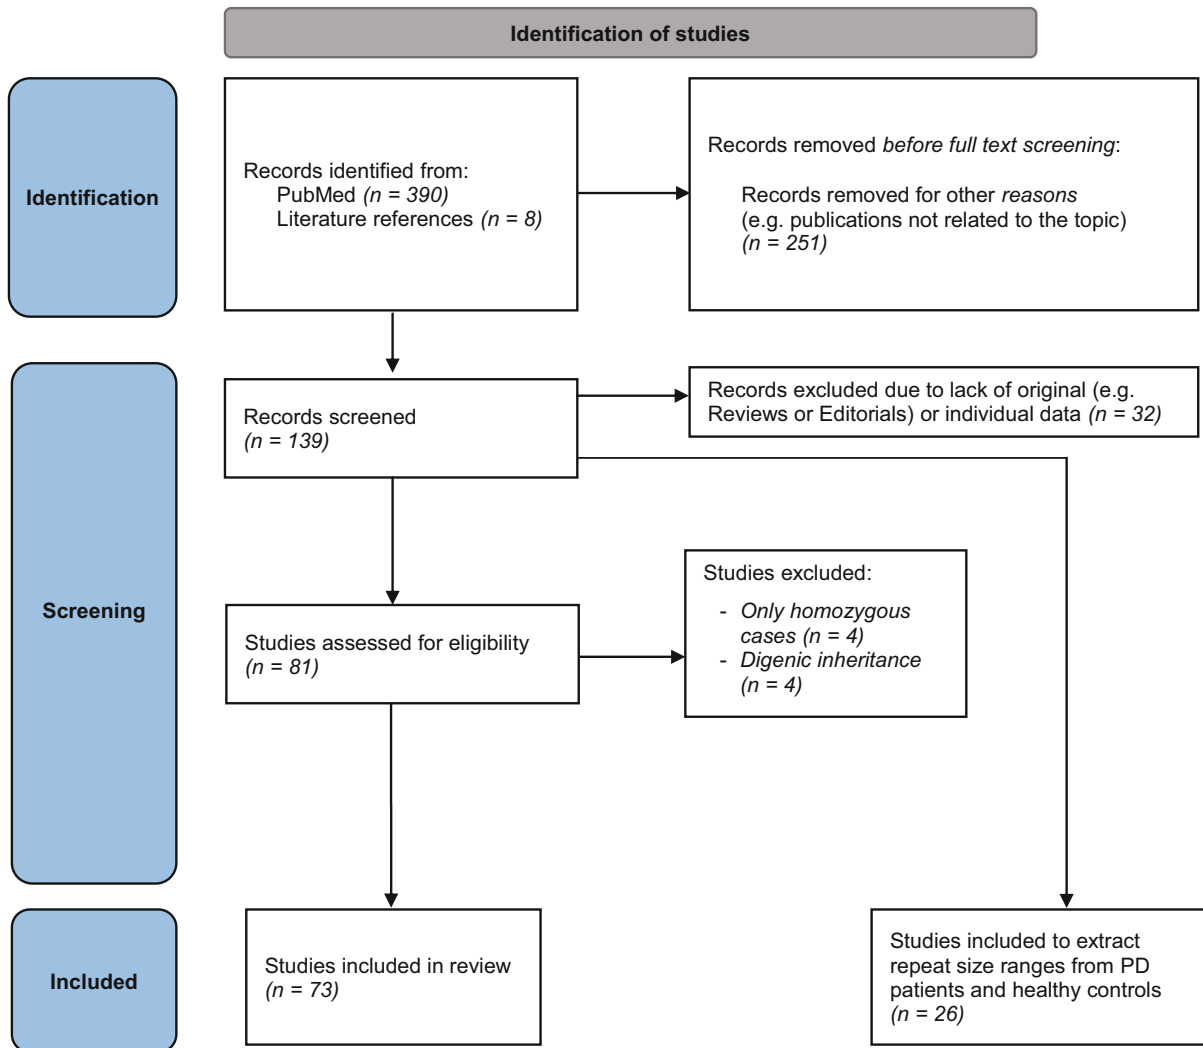 Identification of studies
Identification
Records identified from:
PubMed (n = 390)
Literature references (n = 8)
Records removed before full text screening:
Records removed for other reasons
(e.g. publications not related to the topic)
(n = 251)
Screening
Records screened
(n = 139)
Records excluded due to lack of original (e.g.
Reviews or Editorials) or individual data (n = 32)
Studies assessed for eligibility
(n = 81)
Studies excluded:
- Only homozygous
cases (n = 4)
- Digenic inheritance
(n = 4)
Included
Studies included in review
(n = 73)
Studies included to extract
repeat size ranges from PD
patients and healthy controls
(n = 26)